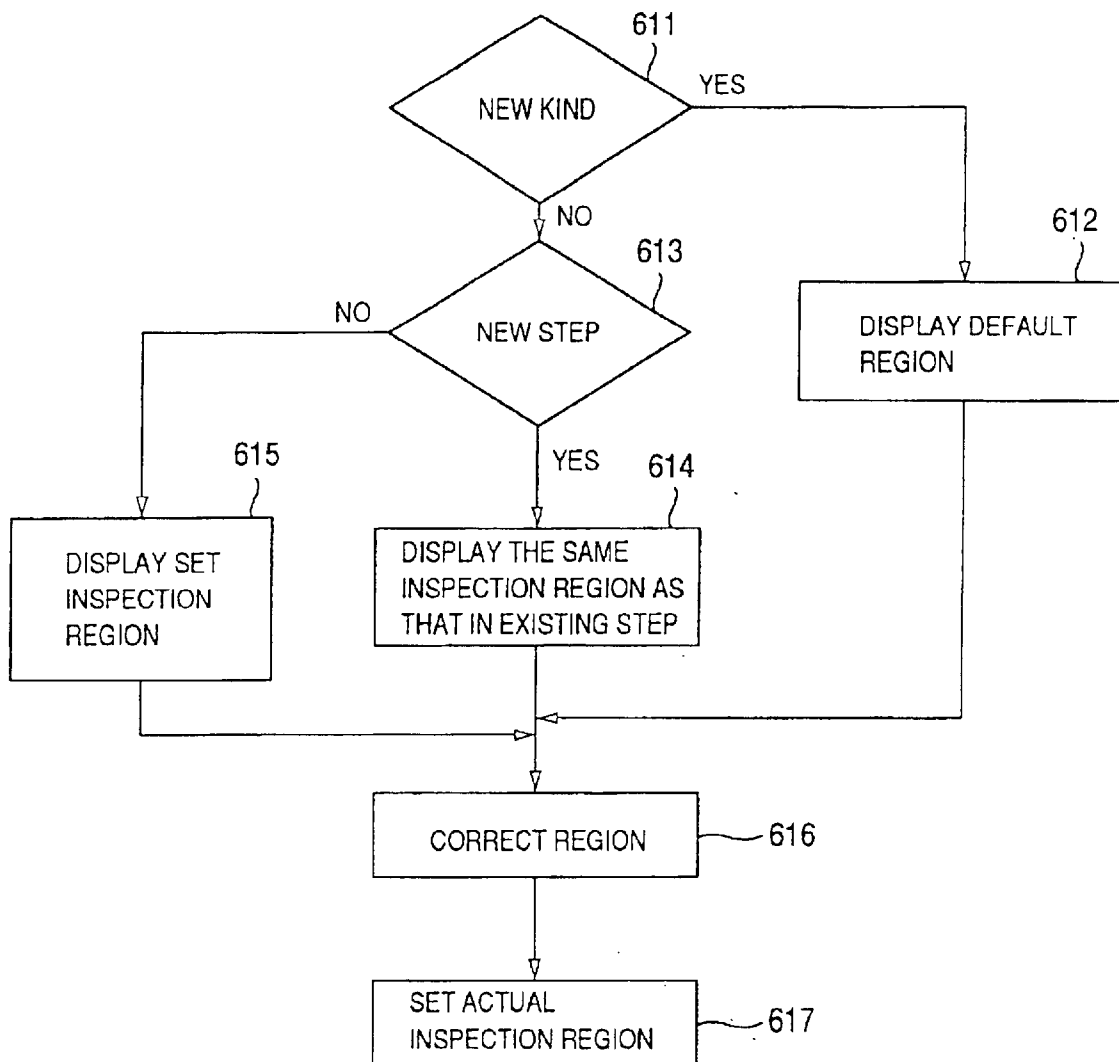 611
NEW KIND
YES
NO
612
613
DISPLAY DEFAULT
REGION
NO
NEW STEP
YES
615
614
DISPLAY SET
INSPECTION
REGION
DISPLAY THE SAME
INSPECTION REGION AS
THAT IN EXISTING STEP
CORRECT REGION
616
SET ACTUAL
INSPECTION REGION
617